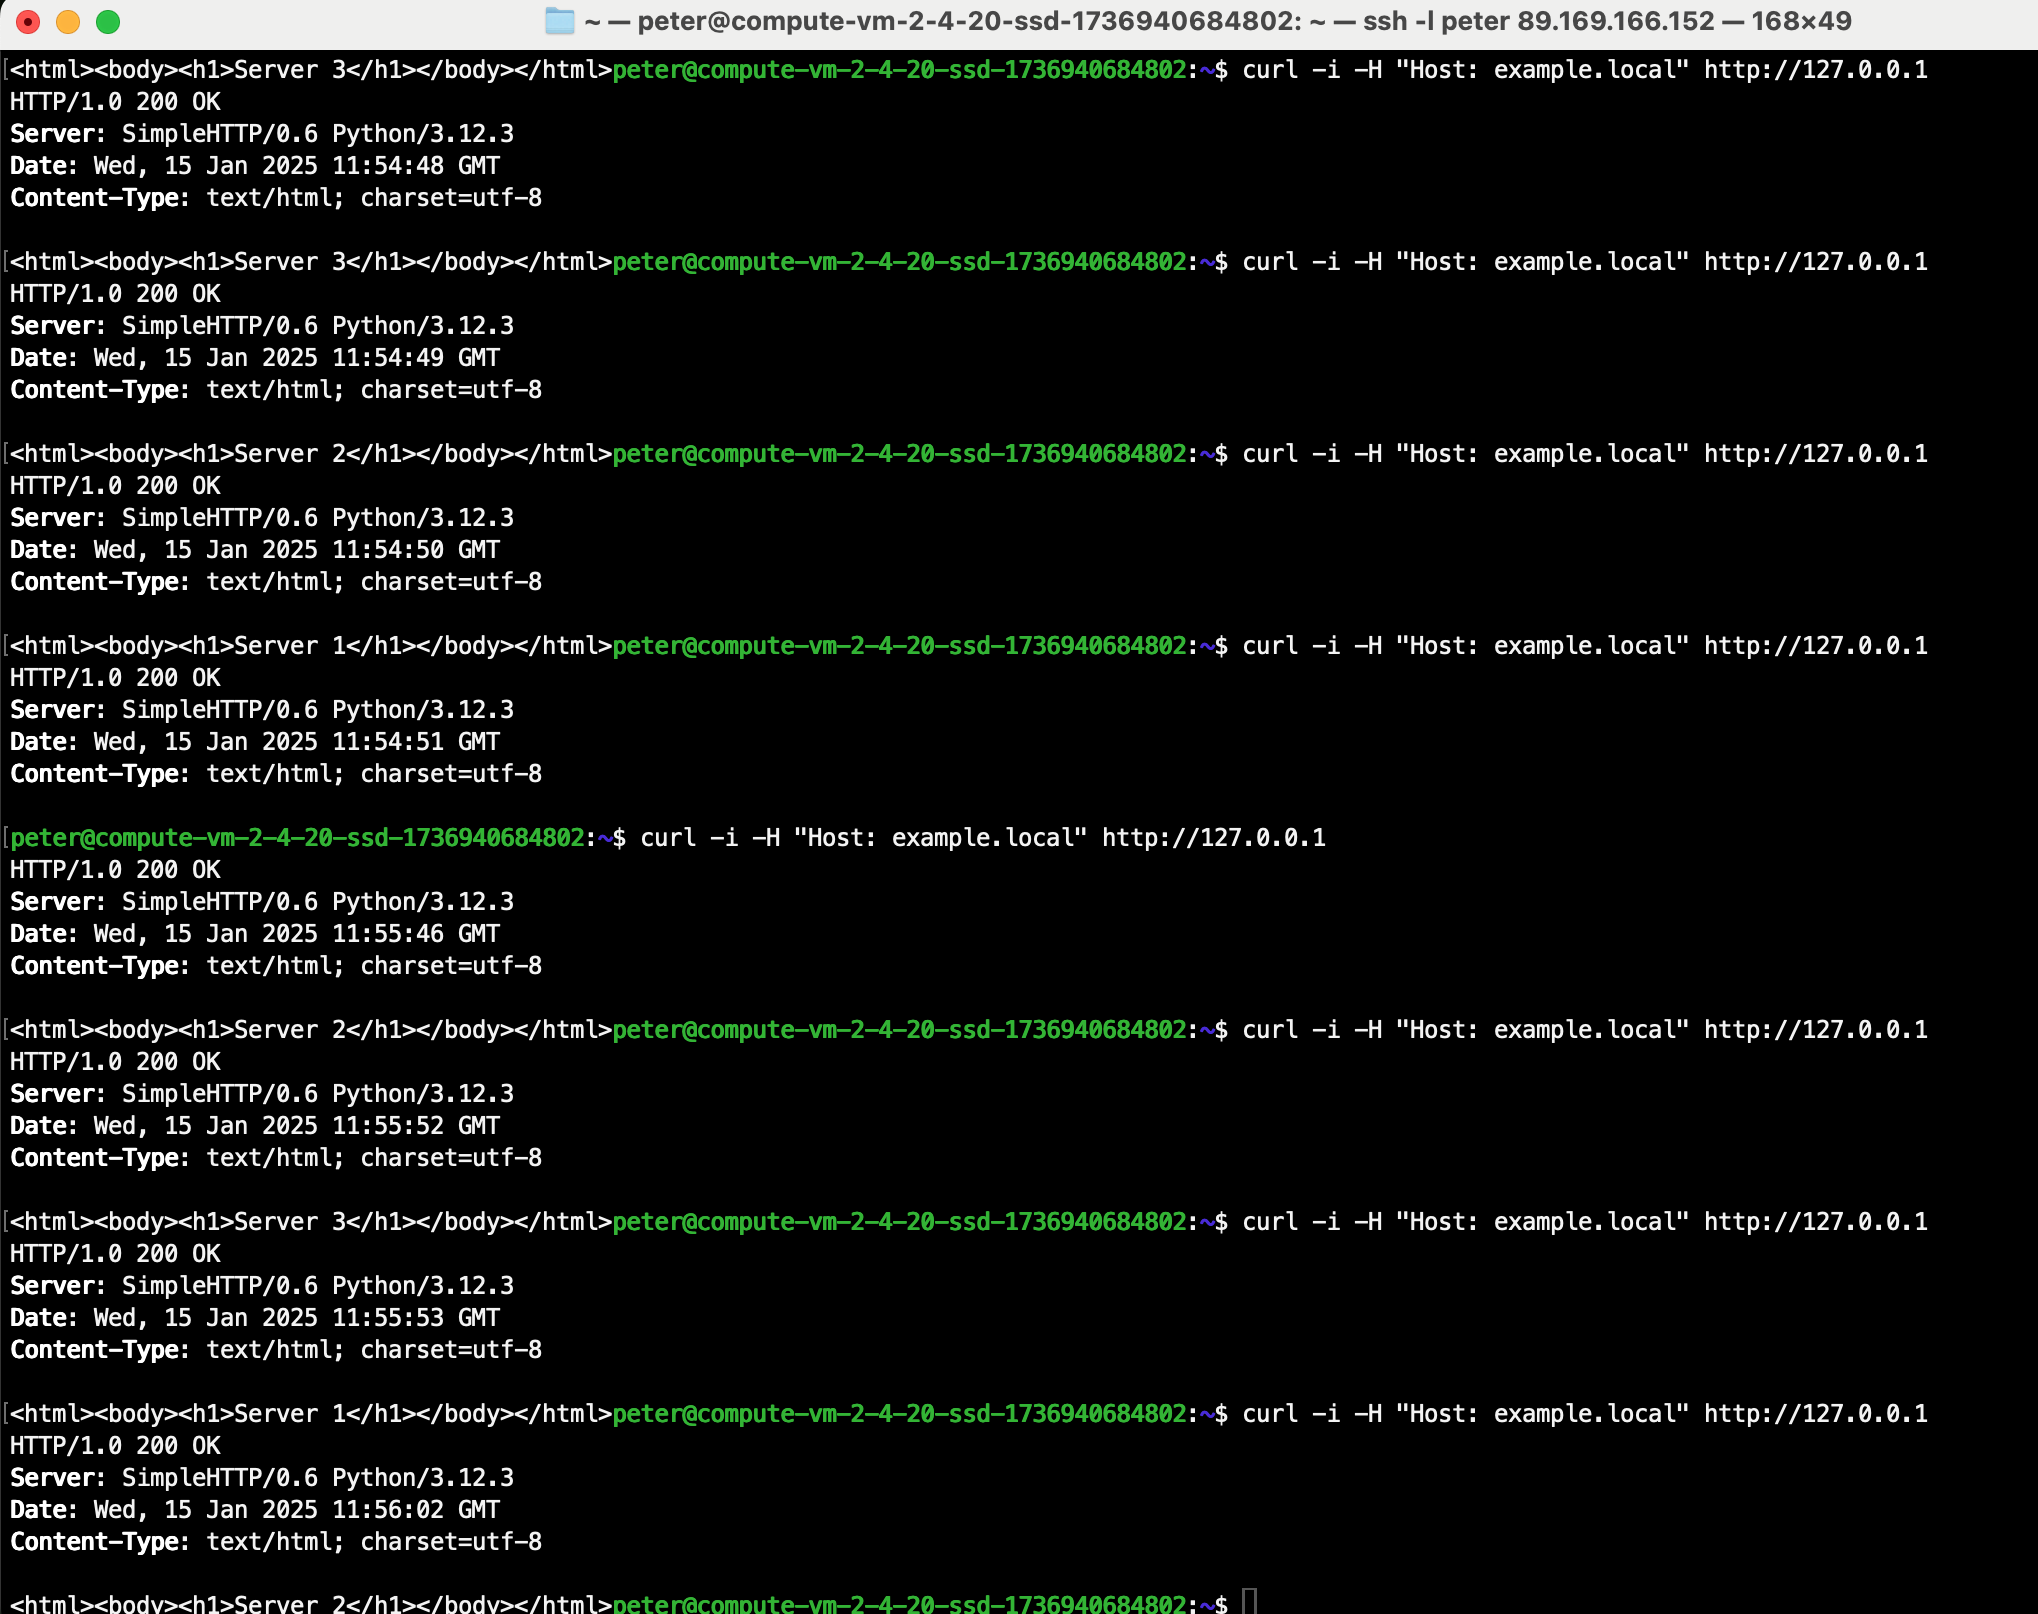 ~ — peter@compute-vm-2-4-20-ssd-1736940684802: ~ — ssh -l peter 89.169.166.152 — 168×49
[<html><body><h1>Server 3</h1></body></html>peter@compute-vm-2-4-20-ssd-1736940684802:~$ curl -i -H "Host: example.local" http://127.0.0.1
HTTP/1.0 200 OK
Server: SimpleHTTP/0.6 Python/3.12.3
Date: Wed, 15 Jan 2025 11:54:48 GMT
Content-Type: text/html; charset=utf-8
[<html><body><h1>Server 3</h1></body></html>peter@compute-vm-2-4-20-ssd-1736940684802:~$ curl -i -H "Host: example.local" http://127.0.0.1
HTTP/1.0 200 OK
Server: SimpleHTTP/0.6 Python/3.12.3
Date: Wed, 15 Jan 2025 11:54:49 GMT
Content-Type: text/html; charset=utf-8
[<html><body><h1>Server 2</h1></body></html>peter@compute-vm-2-4-20-ssd-1736940684802:~$ curl -i -H "Host: example.local" http://127.0.0.1
HTTP/1.0 200 OK
Server: SimpleHTTP/0.6 Python/3.12.3
Date: Wed, 15 Jan 2025 11:54:50 GMT
Content-Type: text/html; charset=utf-8
[<html><body><h1>Server 1</h1></body></html>peter@compute-vm-2-4-20-ssd-1736940684802:~$ curl -i -H "Host: example.local" http://127.0.0.1
HTTP/1.0 200 OK
Server: SimpleHTTP/0.6 Python/3.12.3
Date: Wed, 15 Jan 2025 11:54:51 GMT
Content-Type: text/html; charset=utf-8
[peter@compute-vm-2-4-20-ssd-1736940684802:~$ curl -i -H "Host: example.local" http://127.0.0.1
HTTP/1.0 200 OK
Server: SimpleHTTP/0.6 Python/3.12.3
Date: Wed, 15 Jan 2025 11:55:46 GMT
Content-Type: text/html; charset=utf-8
[<html><body><h1>Server 2</h1></body></html>peter@compute-vm-2-4-20-ssd-1736940684802:~$ curl -i -H "Host: example.local" http://127.0.0.1
HTTP/1.0 200 OK
Server: SimpleHTTP/0.6 Python/3.12.3
Date: Wed, 15 Jan 2025 11:55:52 GMT
Content-Type: text/html; charset=utf-8
[<html><body><h1>Server 3</h1></body></html>peter@compute-vm-2-4-20-ssd-1736940684802:~$ curl -i -H "Host: example.local" http://127.0.0.1
HTTP/1.0 200 OK
Server: SimpleHTTP/0.6 Python/3.12.3
Date: Wed, 15 Jan 2025 11:55:53 GMT
Content-Type: text/html; charset=utf-8
[<html><body><h1>Server 1</h1></body></html>peter@compute-vm-2-4-20-ssd-1736940684802:~$ curl -i -H "Host: example.local" http://127.0.0.1
HTTP/1.0 200 OK
Server: SimpleHTTP/0.6 Python/3.12.3
Date: Wed, 15 Jan 2025 11:56:02 GMT
Content-Type: text/html; charset=utf-8
<html><body><h1>Server 2</h1></body></html>peter@compute-vm-2-4-20-ssd-1736940684802:~$